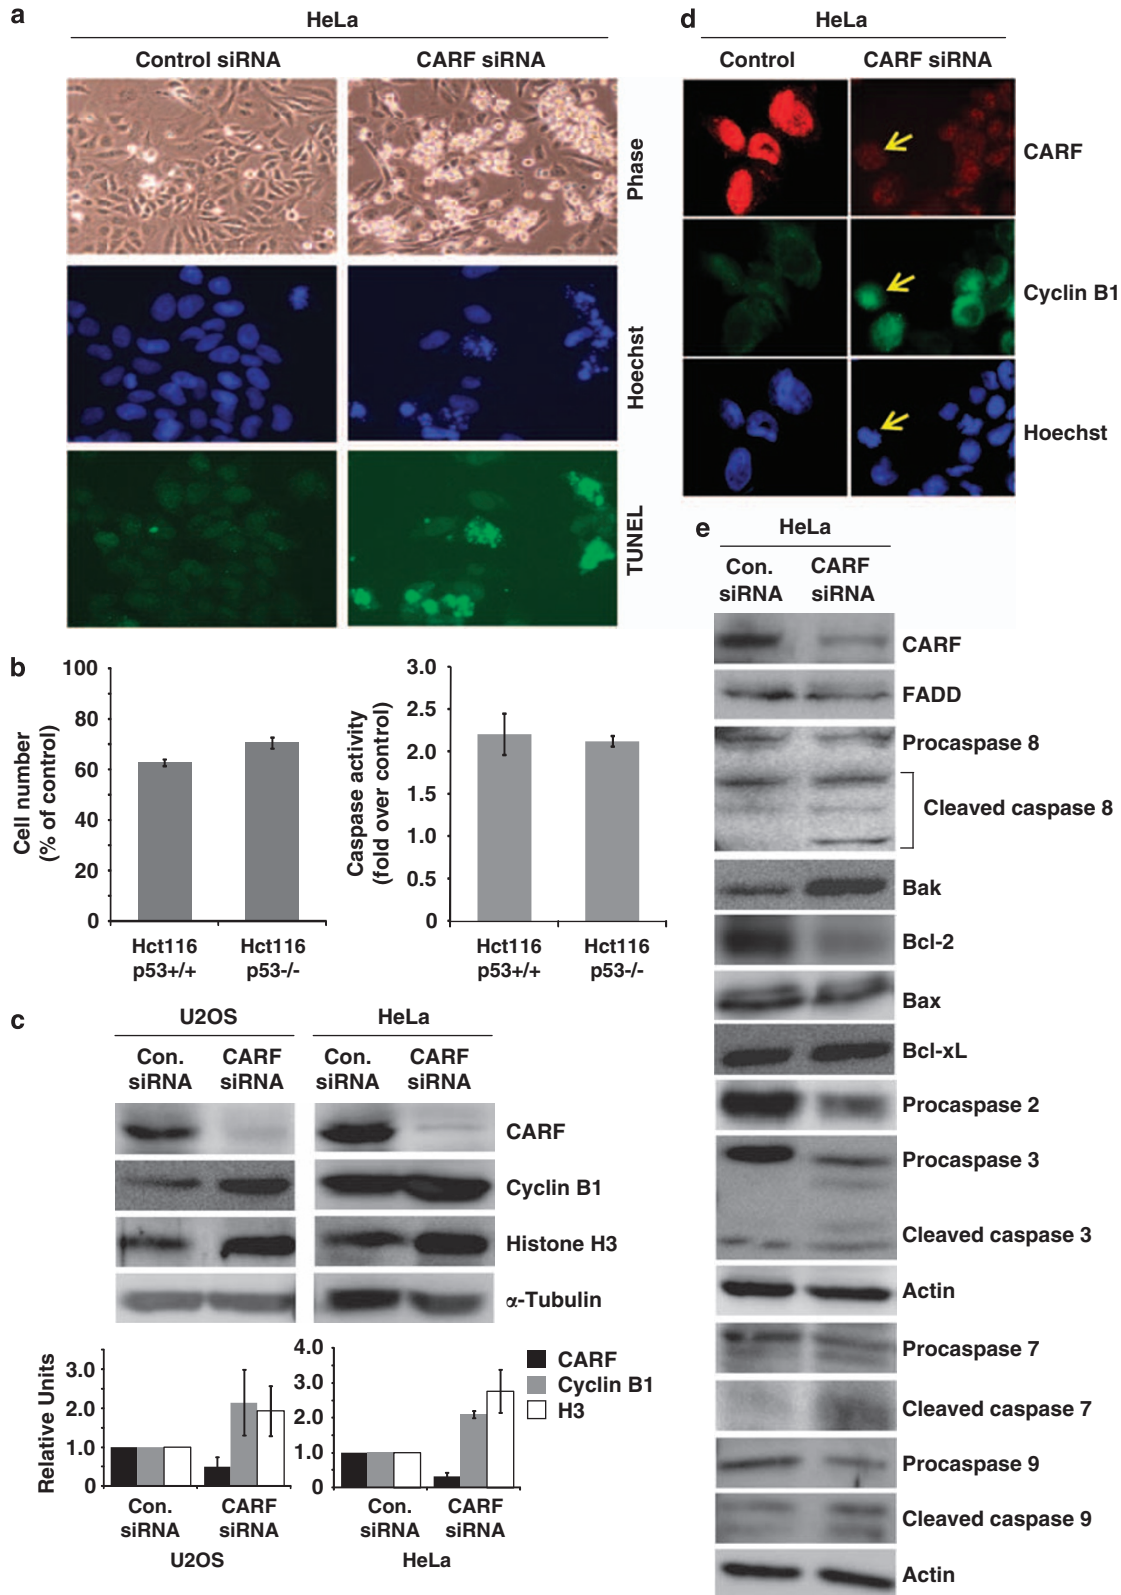 a
HeLa
Control siRNA
CARF siRNA
Phase
Hoechst
TUNEL
b
100
80
60
40
20
0
Cell number
(% of control)
Hct116
p53+/+
Hct116
p53-/-
3.0
2.5
2.0
1.5
1.0
0.5
0
Caspase activity
(fold over control)
Hct116
p53+/+
Hct116
p53-/-
c
U2OS
HeLa
Con.
siRNA
CARF
siRNA
Con.
siRNA
CARF
siRNA
CARF
Cyclin B1
Histone H3
α-Tubulin
Relative Units
3.0
2.0
1.0
0
Con.
siRNA
CARF
siRNA
U2OS
4.0
3.0
2.0
1.0
0
Con.
siRNA
CARF
siRNA
HeLa
CARF
Cyclin B1
H3
d
HeLa
Control
CARF siRNA
CARF
Cyclin B1
Hoechst
e
HeLa
Con.
siRNA
CARF
siRNA
CARF
FADD
Procaspase 8
Cleaved caspase 8
Bak
Bcl-2
Bax
Bcl-xL
Procaspase 2
Procaspase 3
Cleaved caspase 3
Actin
Procaspase 7
Cleaved caspase 7
Procaspase 9
Cleaved caspase 9
Actin